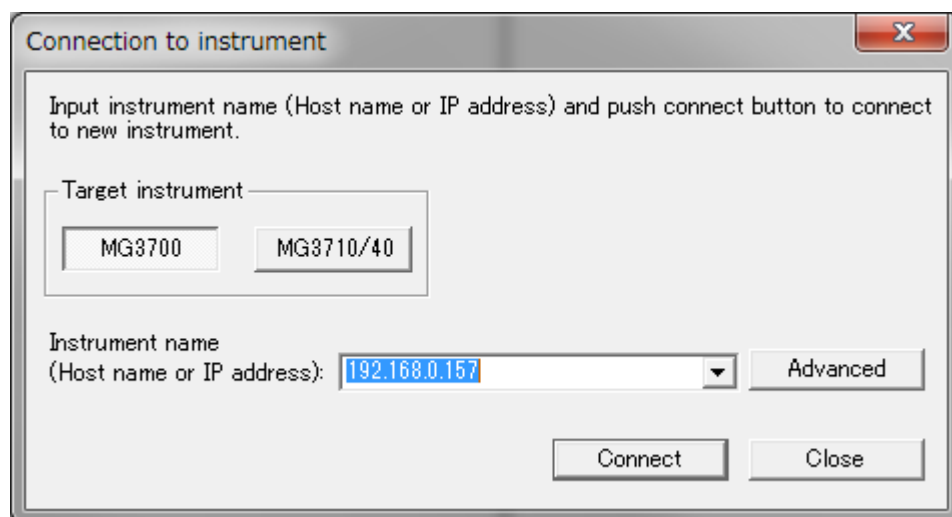 Connection to instrument
Input instrument name (Host name or IP address) and push connect button to connect
to new instrument.
Target instrument
MG3700 MG3710/40
Instrument name
(Host name or IP address): 192.168.0.157 Advanced
Connect Close